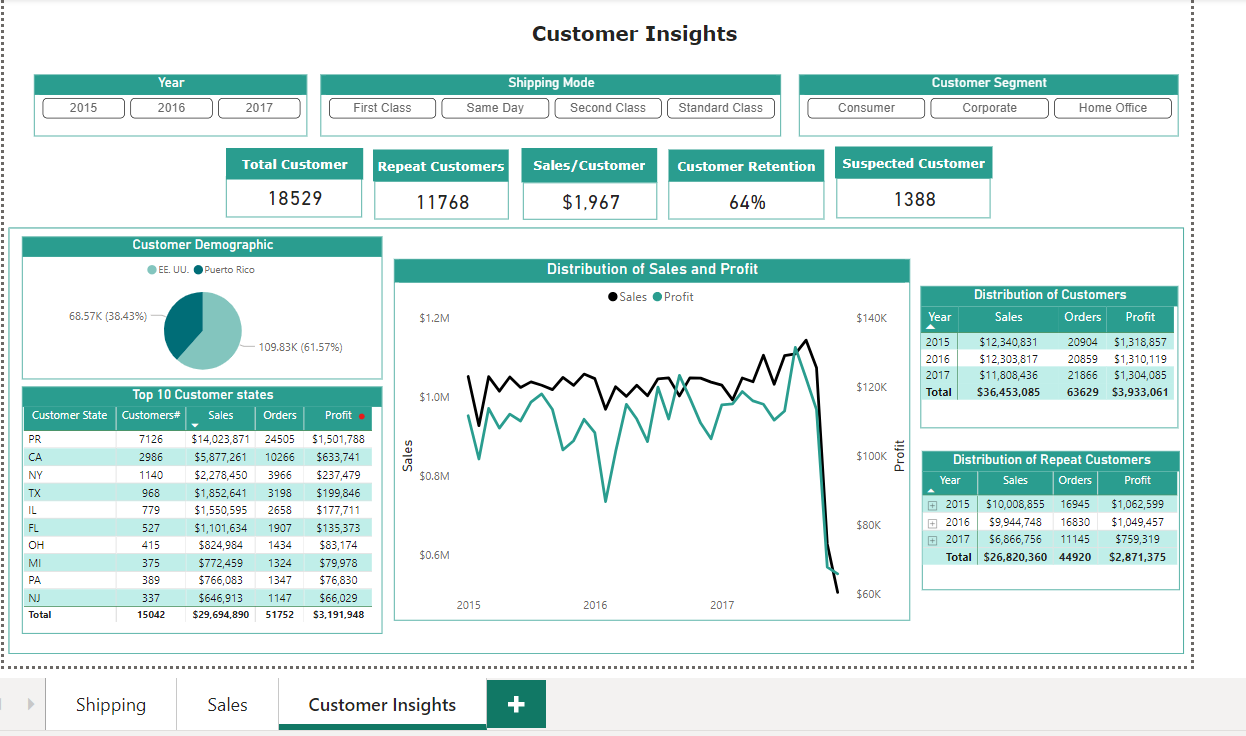 Customer Insights
Year
2015 2016 2017
Shipping Mode
First Class Same Day Second Class Standard Class
Customer Segment
Consumer Corporate Home Office
Total Customer
18529
Repeat Customers
11768
Sales/Customer
$1,967
Customer Retention
64%
Suspected Customer
1388
Customer Demographic
EE. UU. Puerto Rico
68.57K (38.43%)
109.83K (61.57%)
Top 10 Customer states
Customer State Customers# Sales Orders Profit
PR 7126 $14,023,871 24505 $1,501,788
CA 2986 $5,877,261 10266 $633,741
NY 1140 $2,278,450 3966 $237,479
TX 968 $1,852,641 3198 $199,846
IL 779 $1,550,595 2658 $177,711
FL 527 $1,101,634 1907 $135,373
OH 415 $824,984 1434 $83,174
MI 375 $772,459 1324 $79,978
PA 389 $766,083 1347 $76,830
NJ 337 $646,913 1147 $66,029
Total 15042 $29,694,890 51752 $3,191,948
Distribution of Sales and Profit
Sales Profit
$1.2M
$1.0M
$0.8M
$0.6M
Sales
$140K
$120K
$100K
$80K
$60K
Profit
2015 2016 2017
Distribution of Customers
Year Sales Orders Profit
2015 $12,340,831 20904 $1,318,857
2016 $12,303,817 20859 $1,310,119
2017 $11,808,436 21866 $1,304,085
Total $36,453,085 63629 $3,933,061
Distribution of Repeat Customers
Year Sales Orders Profit
2015 $10,008,855 16945 $1,062,599
2016 $9,944,748 16830 $1,049,457
2017 $6,866,756 11145 $759,319
Total $26,820,360 44920 $2,871,375
Shipping Sales Customer Insights +